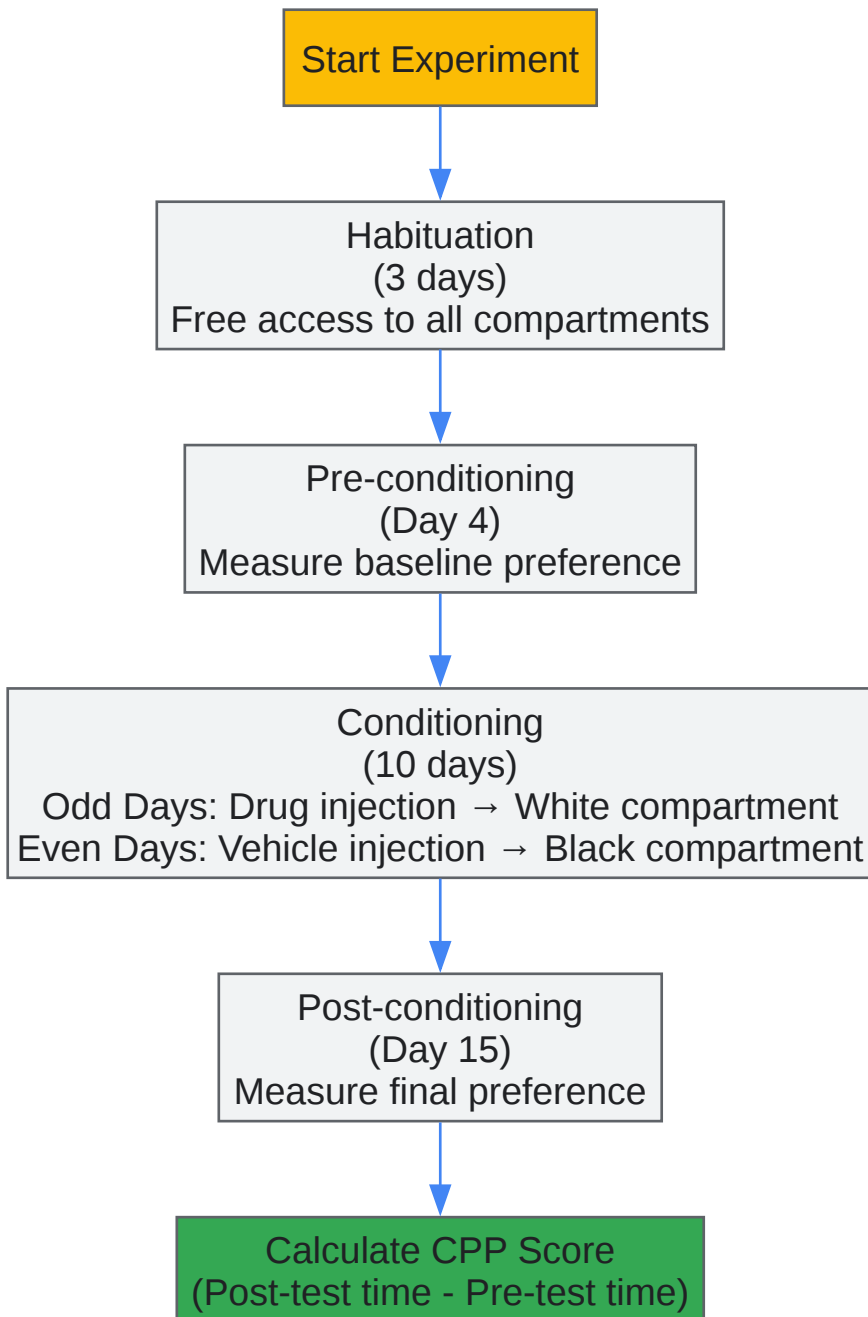 Start Experiment
Habituation
(3 days)
Free access to all compartments
Pre-conditioning
(Day 4)
Measure baseline preference
Conditioning
(10 days)
Odd Days: Drug injection → White compartment
Even Days: Vehicle injection → Black compartment
Post-conditioning
(Day 15)
Measure final preference
Calculate CPP Score
(Post-test time - Pre-test time)